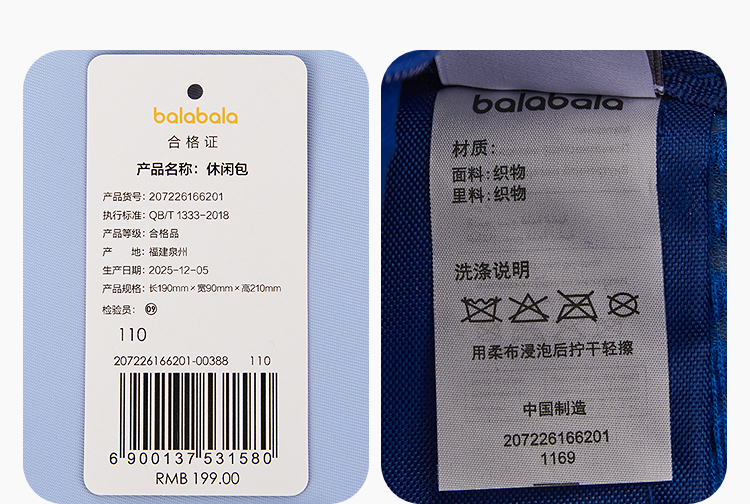 balabala
合格证
产品名称：休闲包
产品货号：207226166201
执行标准：QB/T 1333-2018
产品等级：合格品
产　地：福建泉州
生产日期：2025-12-05
产品规格：长190mm×宽90mm×高210mm
检验员：09
110
207226166201-00388 110
6 900137 531580
RMB 199.00
balabala
材质：
面料：织物
里料：织物
洗涤说明
用柔布浸泡后拧干轻擦
中国制造
207226166201
1169